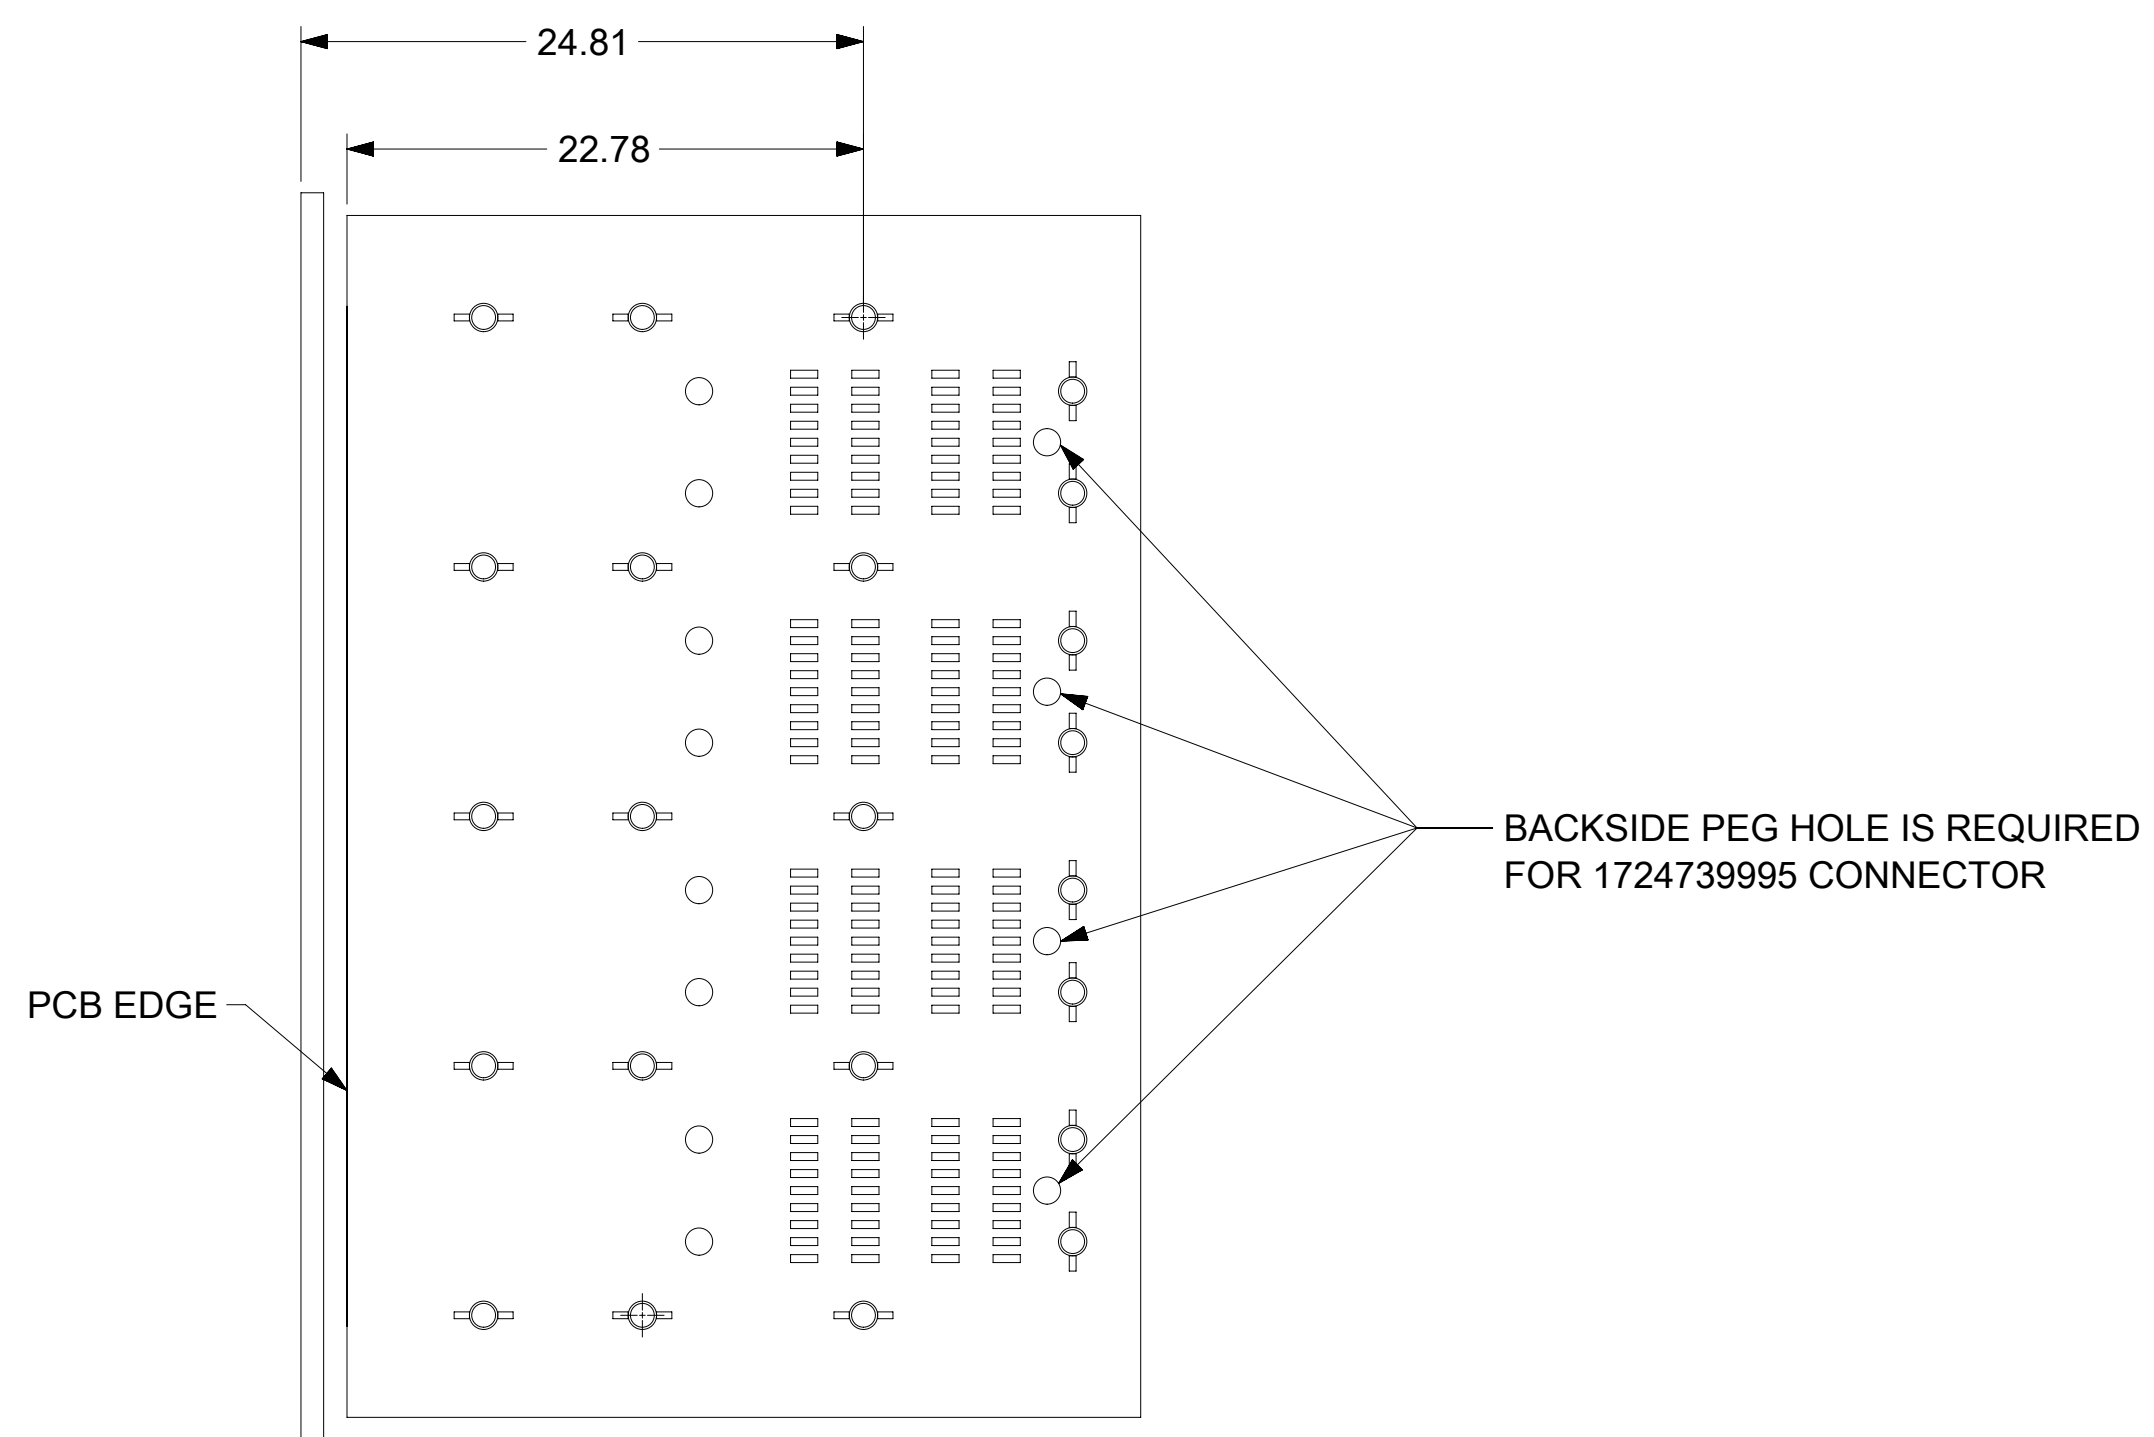 24.81
22.78
BACKSIDE PEG HOLE IS REQUIRED
FOR 1724739995 CONNECTOR
PCB EDGE